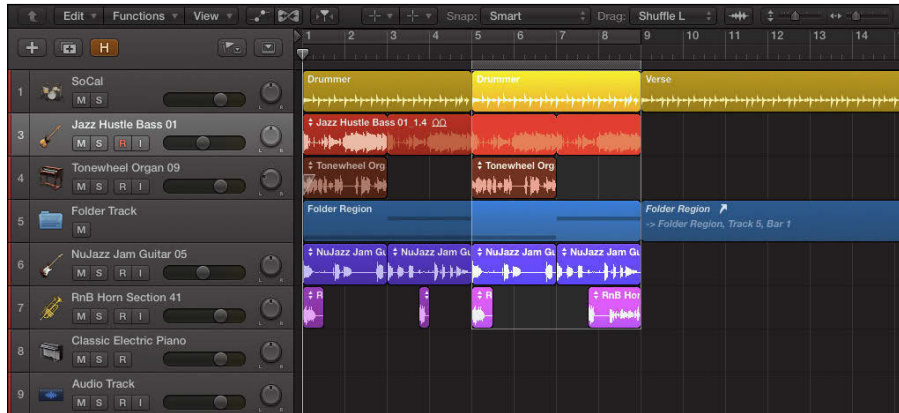 Edit Functions View Snap: Smart Drag: Shuffle L
H
1 2 3 4 5 6 7 8 9 10 11 12 13 14
1 SoCal
M S
Drummer Drummer Verse
3 Jazz Hustle Bass 01
M S R I
Jazz Hustle Bass 01 1.4
4 Tonewheel Organ 09
M S R I
Tonewheel Org Tonewheel Org
5 Folder Track
M
Folder Region Folder Region
-> Folder Region, Track 5, Bar 1
6 NuJazz Jam Guitar 05
M S R I
NuJazz Jam Gu NuJazz Jam Gu NuJazz Jam Gu NuJazz Jam Gu
7 RnB Horn Section 41
M S R I
R R RnB Hor
8 Classic Electric Piano
M S R
9 Audio Track
M S R I